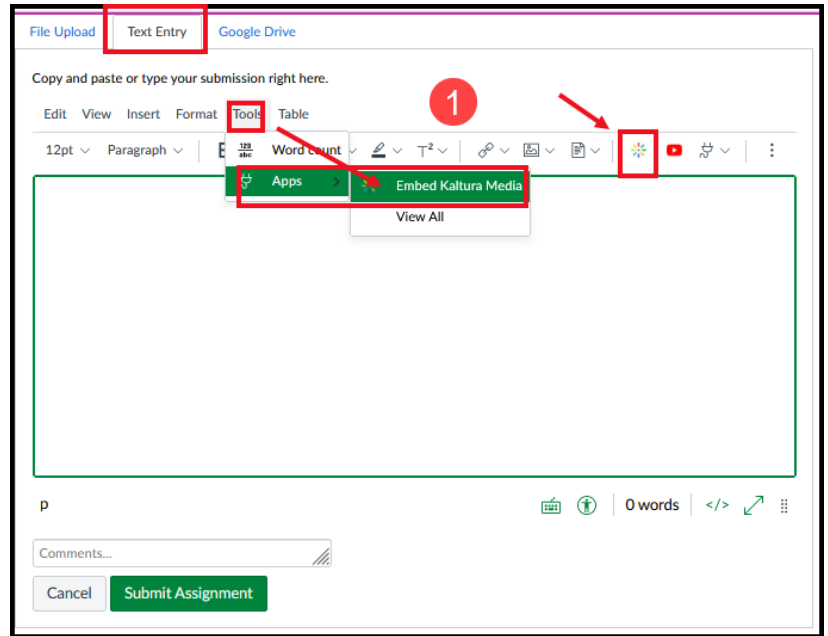 File Upload Text Entry Google Drive
Copy and paste or type your submission right here.
Edit View Insert Format Tools Table
1
12pt Paragraph Word count T²
Apps Embed Kaltura Media
View All
p 0 words </>
Comments...
Cancel Submit Assignment